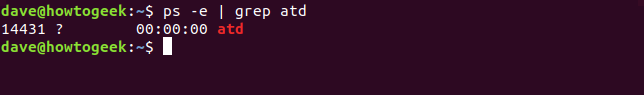 dave@howtogeek:~$ ps -e | grep atd
14431 ?        00:00:00 atd
dave@howtogeek:~$